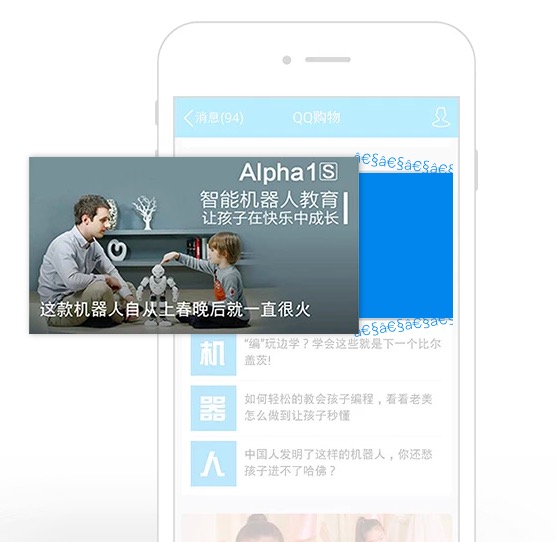 消息(94)
QQ购物
â€§â€§â€§â€§
Alpha1S
智能机器人教育
让孩子在快乐中成长
这款机器人自从上春晚后就一直很火
â€§â€§â€§â€§
机
“编”玩边学？学会这些就是下一个比尔
盖茨!
器
如何轻松的教会孩子编程，看看老美
怎么做到让孩子秒懂
人
中国人发明了这样的机器人，你还愁
孩子进不了哈佛？